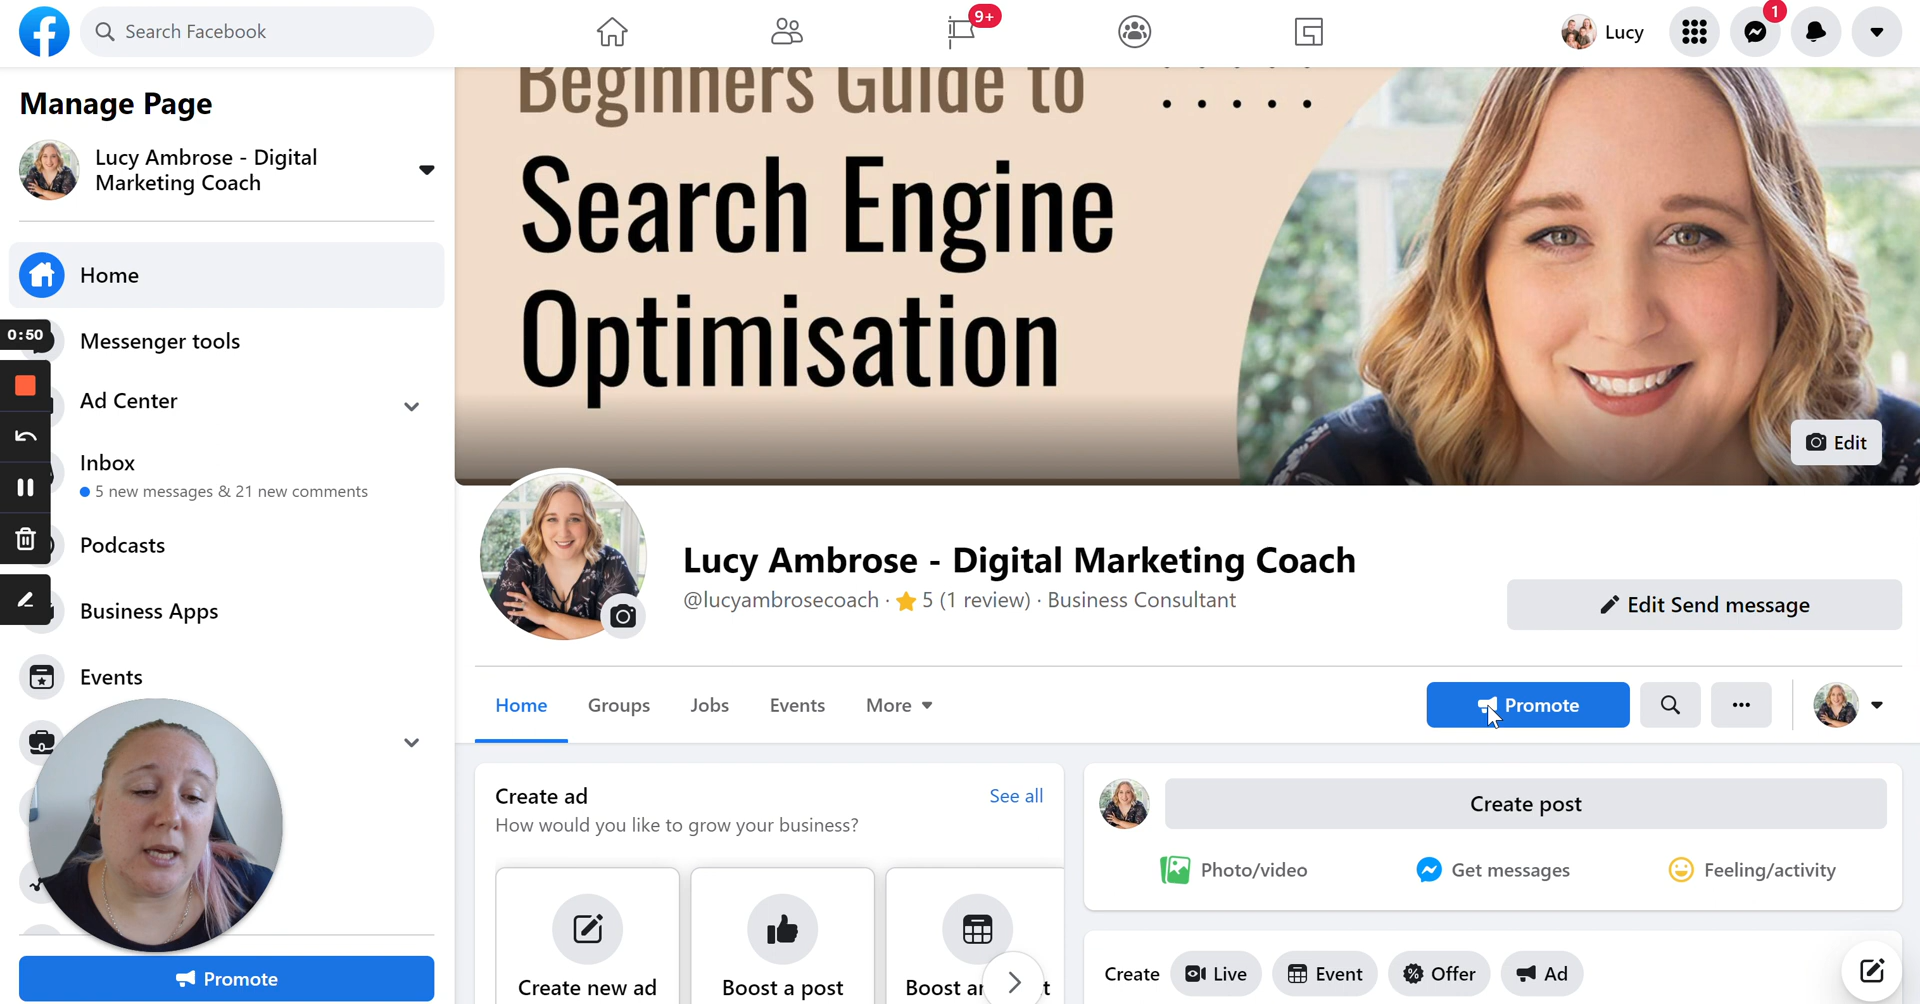 Search Facebook
9+
Lucy
1
Manage Page
Lucy Ambrose - Digital
Marketing Coach
Home
0:50
Messenger tools
Ad Center
Inbox
5 new messages & 21 new comments
Podcasts
Business Apps
Events
Promote
Beginners Guide to
Search Engine
Optimisation
Edit
Lucy Ambrose - Digital Marketing Coach
@lucyambrosecoach · 5 (1 review) · Business Consultant
Edit Send message
Home Groups Jobs Events More
Promote
Create ad
See all
How would you like to grow your business?
Create new ad
Boost a post
Boost
Create post
Photo/video
Get messages
Feeling/activity
Create Live Event Offer Ad